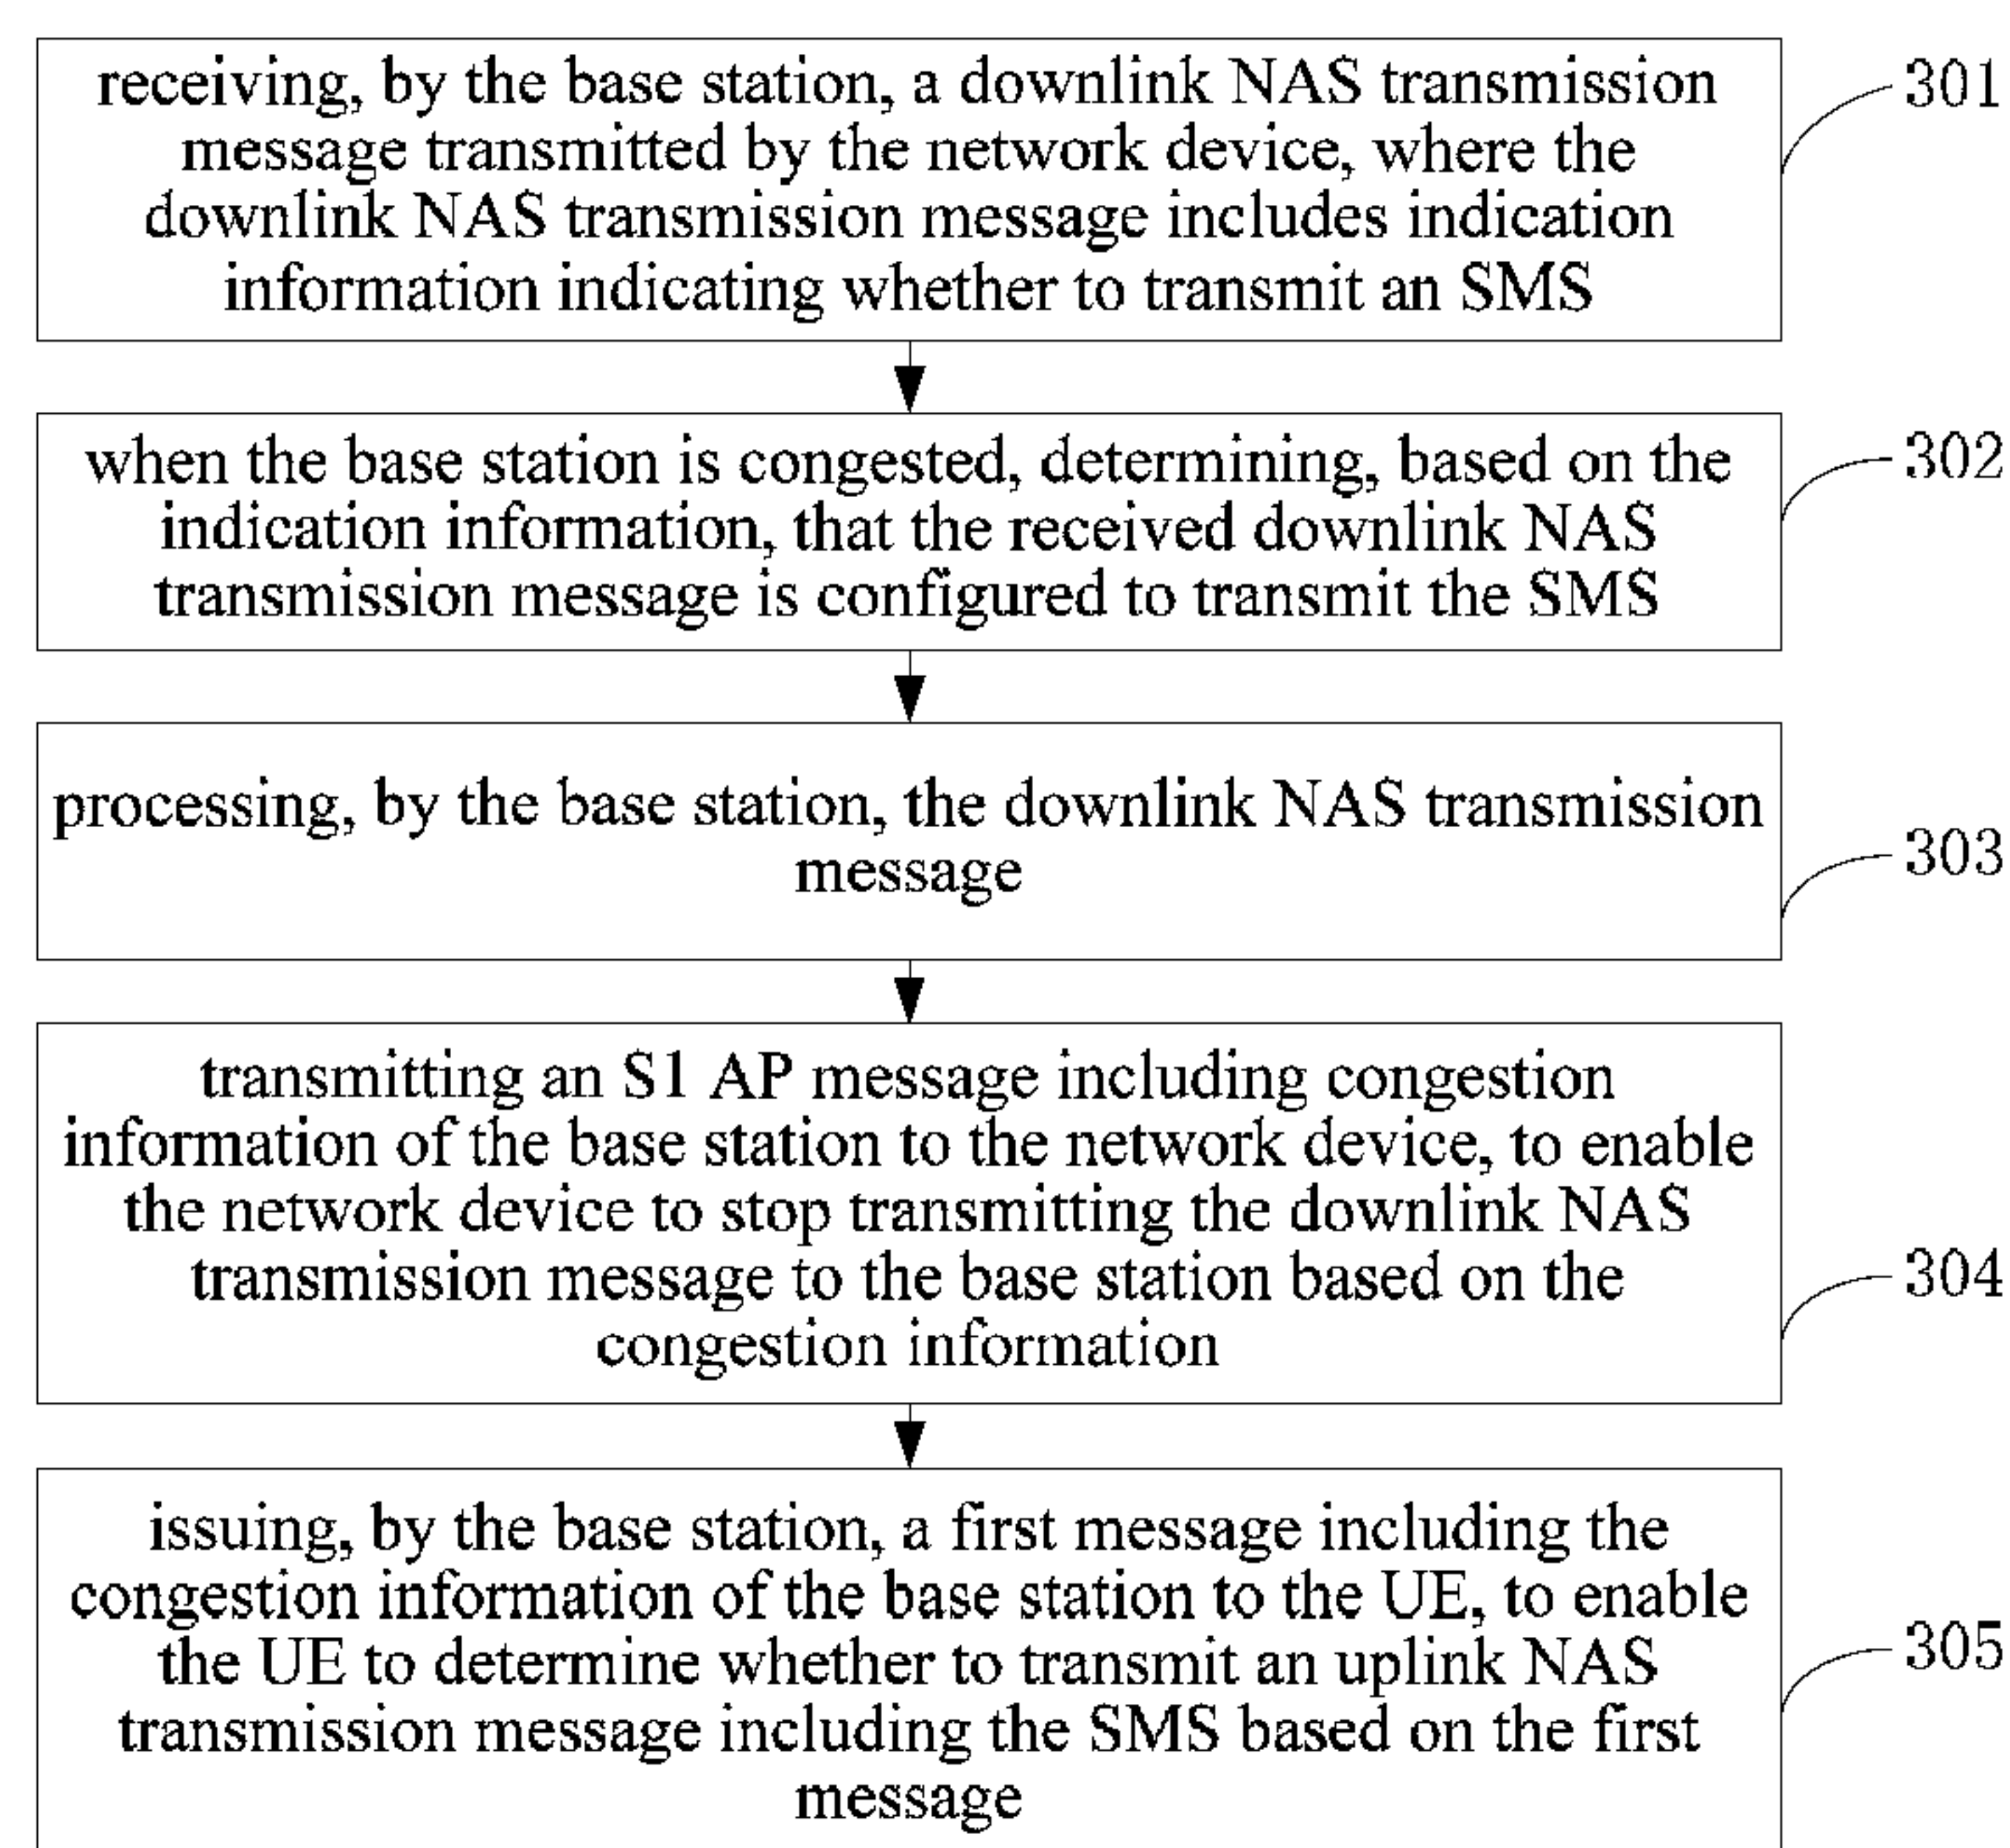 receiving, by the base station, a downlink NAS transmission
message transmitted by the network device, where the
downlink NAS transmission message includes indication
information indicating whether to transmit an SMS
301
when the base station is congested, determining, based on the
indication information, that the received downlink NAS
transmission message is configured to transmit the SMS
302
processing, by the base station, the downlink NAS transmission
message
303
transmitting an S1 AP message including congestion
information of the base station to the network device, to enable
the network device to stop transmitting the downlink NAS
transmission message to the base station based on the
congestion information
304
issuing, by the base station, a first message including the
congestion information of the base station to the UE, to enable
the UE to determine whether to transmit an uplink NAS
transmission message including the SMS based on the first
message
305